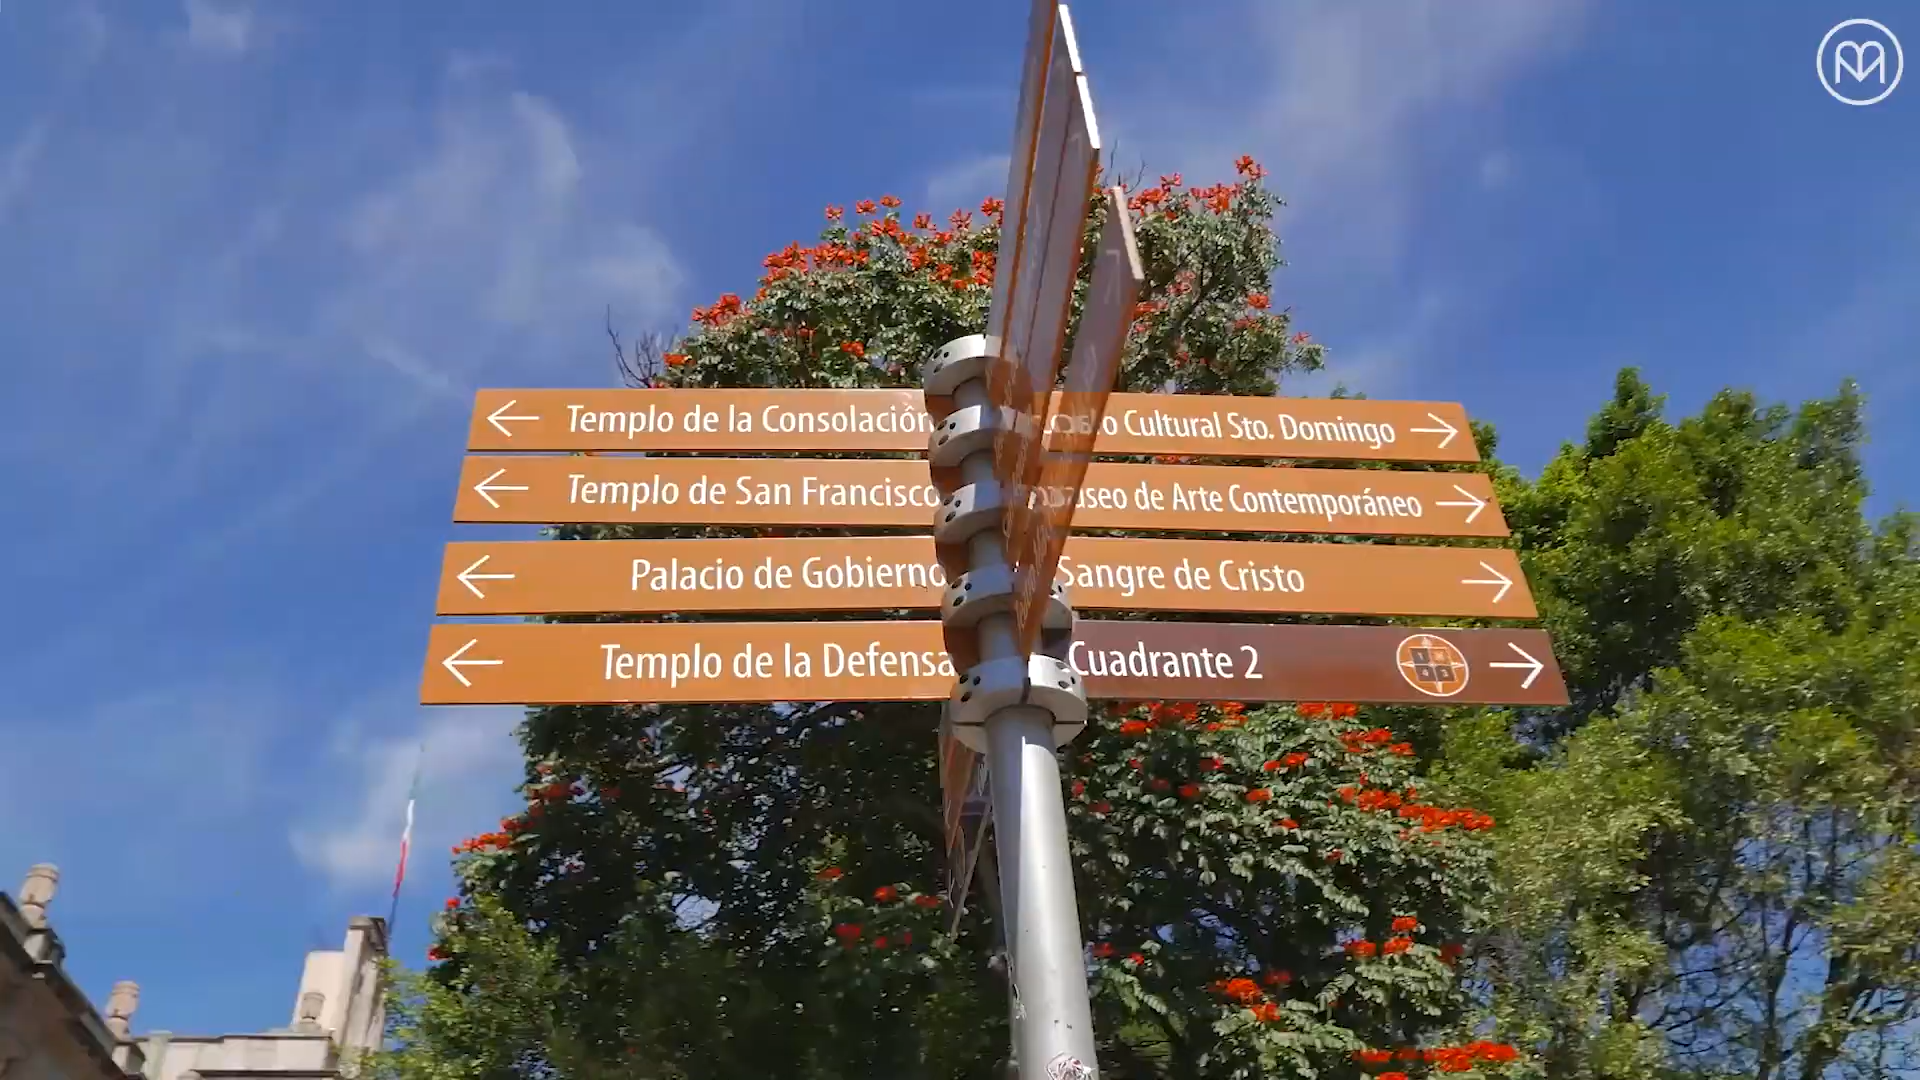 Templo de la Consolación
Cultural Sto. Domingo
Templo de San Francisco
de Arte Contemporáneo
Palacio de Gobierno
Sangre de Cristo
Templo de la Defensa
Cuadrante 2